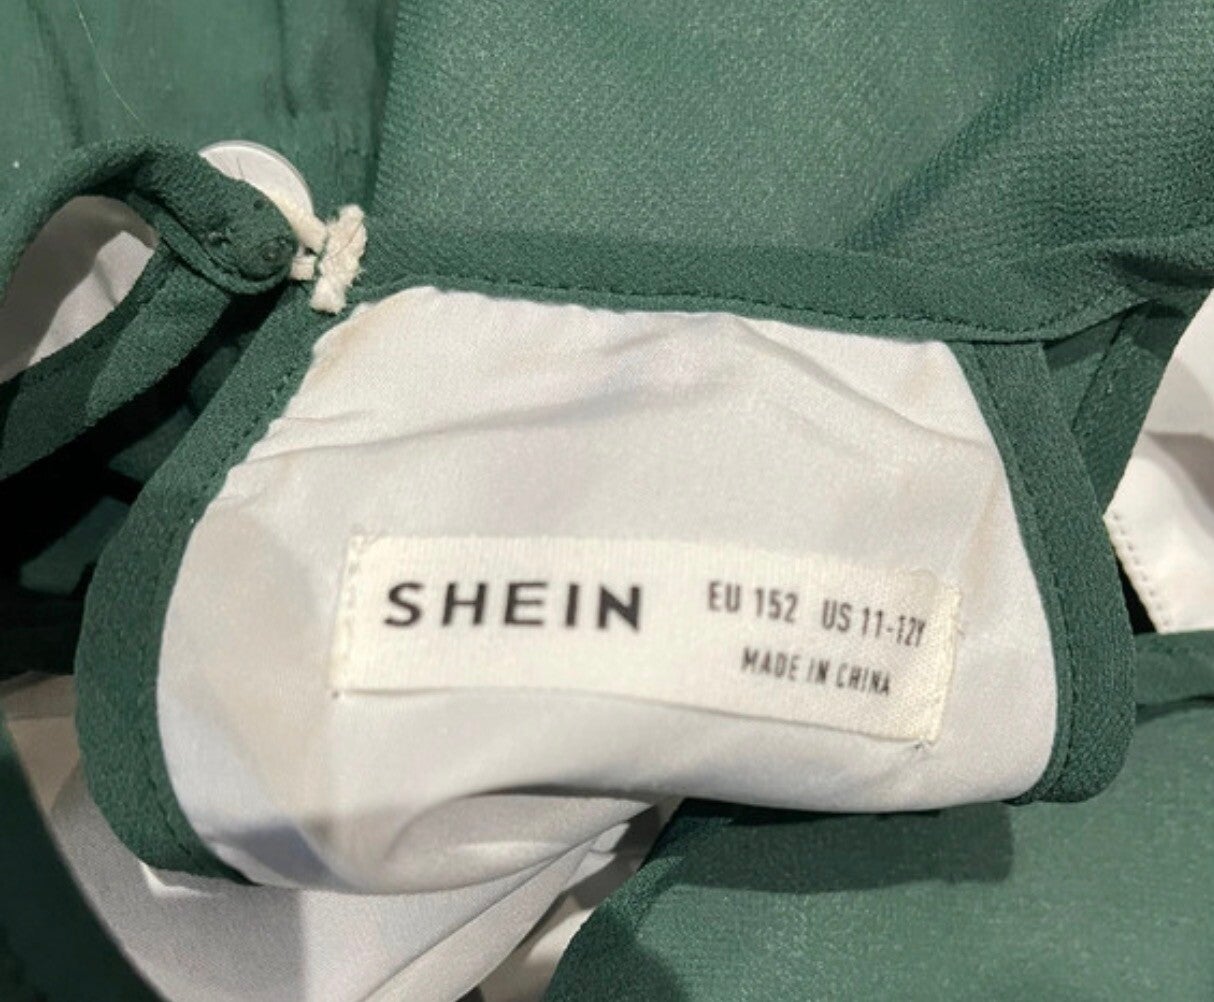 SHEIN EU 152 US 11-12Y
MADE IN CHINA